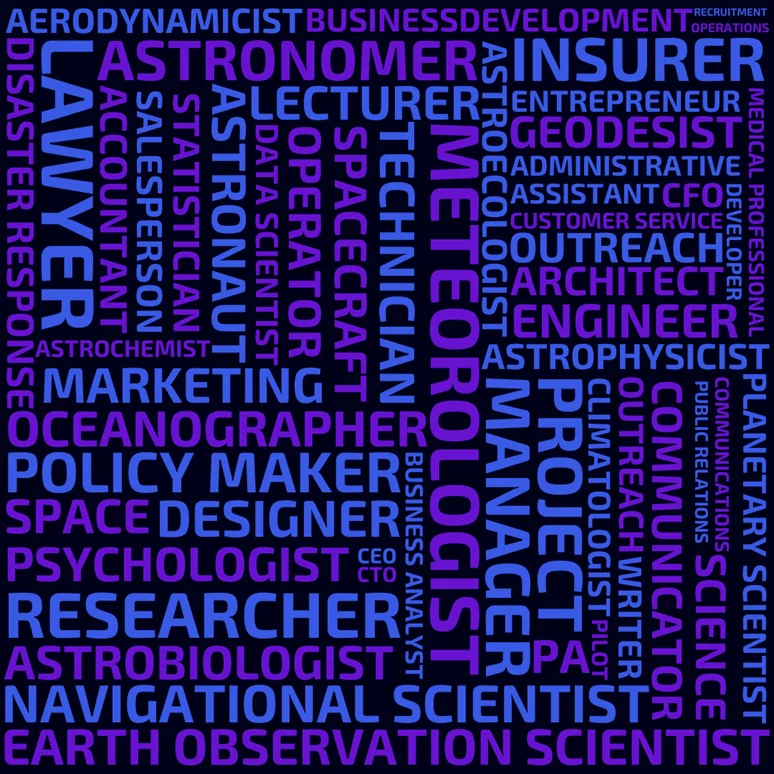 AERODYNAMICIST
BUSINESSDEVELOPMENT
RECRUITMENT
OPERATIONS
DISASTER RESPONSE
LAWYER
ASTRONOMER
ASTROECOLOGIST
INSURER
ACCOUNTANT
SALESPERSON
STATISTICIAN
ASTRONAUT
LECTURER
ENTREPRENEUR
MEDICAL PROFESSIONAL
DATA SCIENTIST
OPERATOR
SPACECRAFT
TECHNICIAN
METEOROLOGIST
GEODESIST
ADMINISTRATIVE
ASSISTANT
CFO
DEVELOPER
CUSTOMER SERVICE
OUTREACH
ARCHITECT
ENGINEER
ASTROCHEMIST
ASTROPHYSICIST
MARKETING
OCEANOGRAPHER
POLICY MAKER
BUSINESS ANALYST
MANAGER
PROJECT
CLIMATOLOGIST
OUTREACH
WRITER
COMMUNICATOR
PUBLIC RELATIONS
COMMUNICATIONS
PLANETARY SCIENTIST
SPACE
DESIGNER
PSYCHOLOGIST
CEO
CTO
SCIENCE
RESEARCHER
PILOT
PA
ASTROBIOLOGIST
NAVIGATIONAL SCIENTIST
EARTH OBSERVATION SCIENTIST